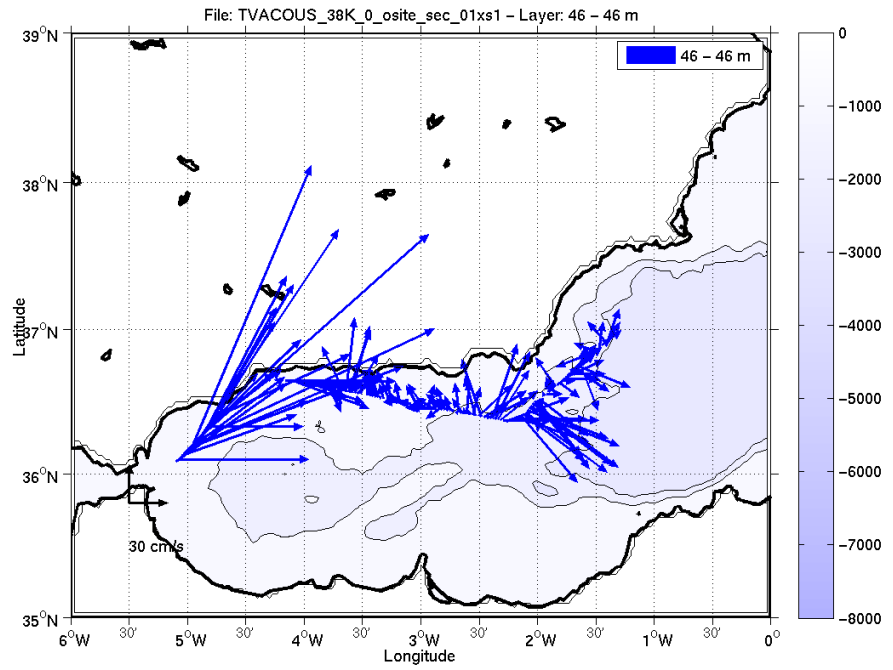 File: TVACOUS_38K_0_osite_sec_01xs1 – Layer: 46 – 46 m
46 – 46 m
39°N
38°N
37°N
36°N
35°N
Latitude
30 cm/s
6°W 30' 5°W 30' 4°W 30' 3°W 30' 2°W 30' 1°W 30' 0°
Longitude
0
−1000
−2000
−3000
−4000
−5000
−6000
−7000
−8000